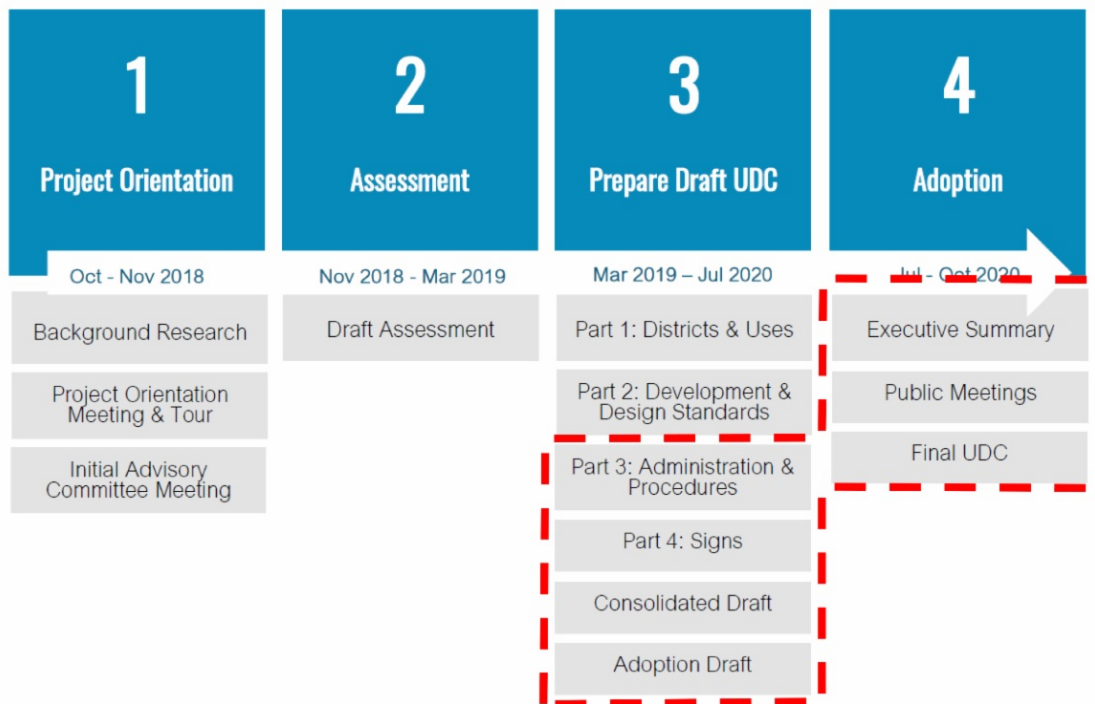 1
Project Orientation
Oct - Nov 2018
Background Research
Project Orientation
Meeting & Tour
Initial Advisory
Committee Meeting
2
Assessment
Nov 2018 - Mar 2019
Draft Assessment
3
Prepare Draft UDC
Mar 2019 – Jul 2020
Part 1: Districts & Uses
Part 2: Development &
Design Standards
Part 3: Administration &
Procedures
Part 4: Signs
Consolidated Draft
Adoption Draft
4
Adoption
Jul - Oct 2020
Executive Summary
Public Meetings
Final UDC